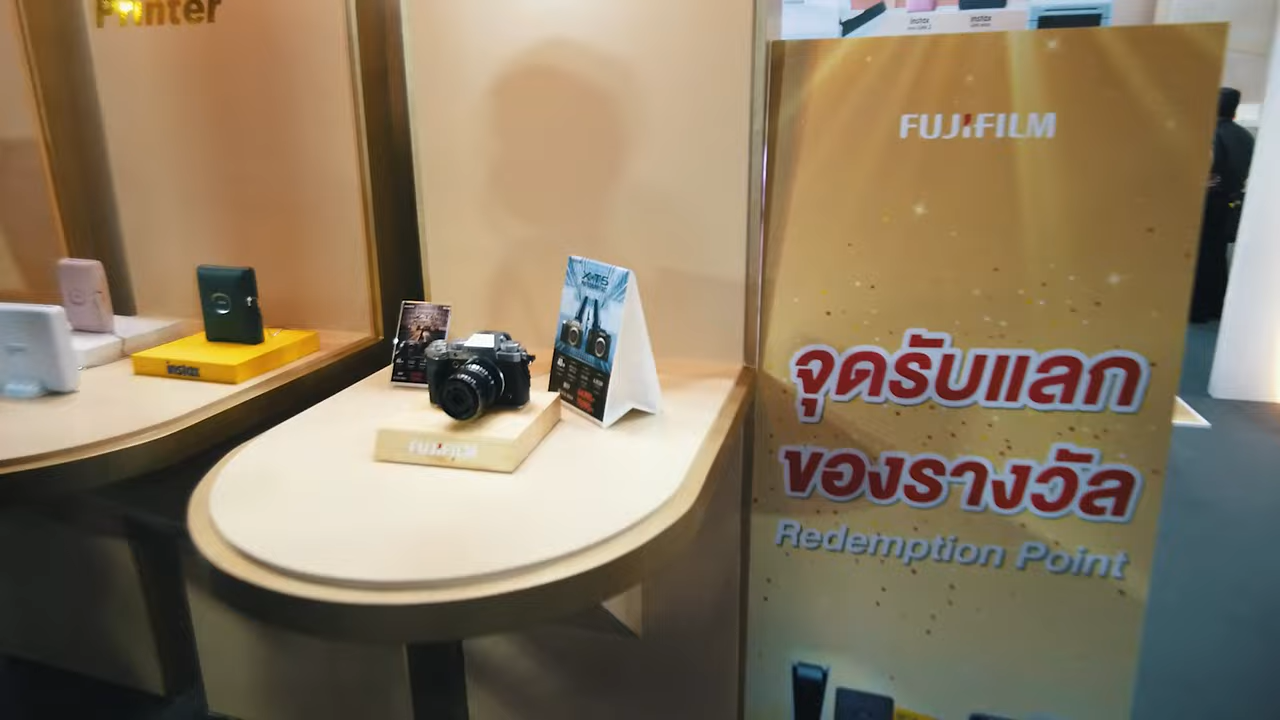 Printer
instax
instax
FUJIFILM
จุดรับแลก
ของรางวัล
Redemption Point
X-T5
instax
FUJIFILM